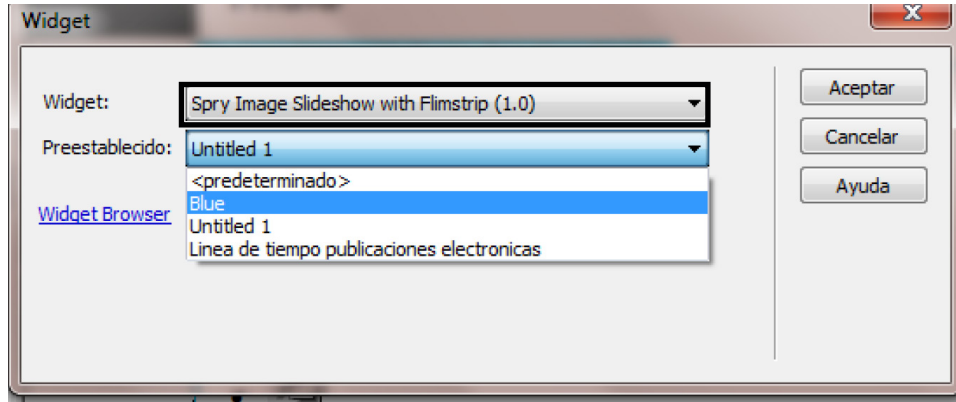 Widget
Widget: Spry Image Slideshow with Flimstrip (1.0)
Preestablecido: Untitled 1
<predeterminado>
Blue
Untitled 1
Linea de tiempo publicaciones electronicas
Widget Browser
Aceptar
Cancelar
Ayuda